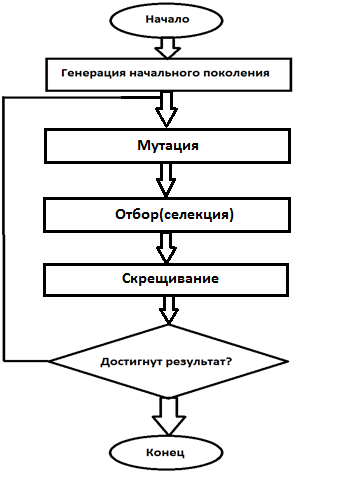 Начало
Генерация начального поколения
Мутация
Отбор(селекция)
Скрещивание
Достигнут результат?
Конец